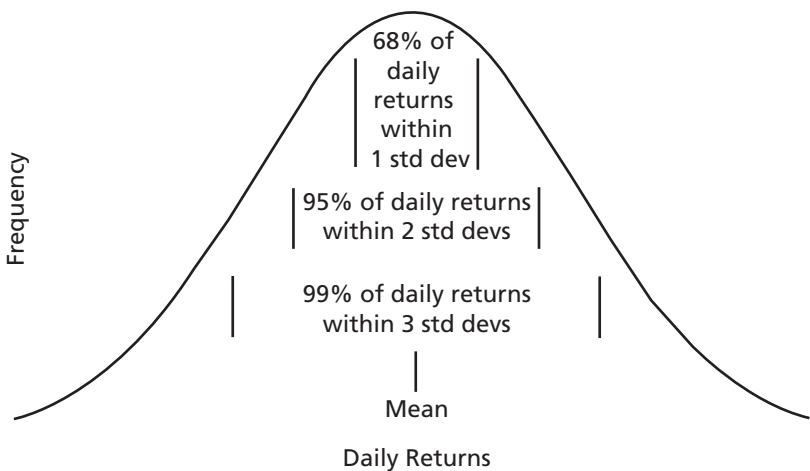 68% of
daily
returns
within
1 std dev
95% of daily returns
within 2 std devs
99% of daily returns
within 3 std devs
Mean
Frequency
Daily Returns